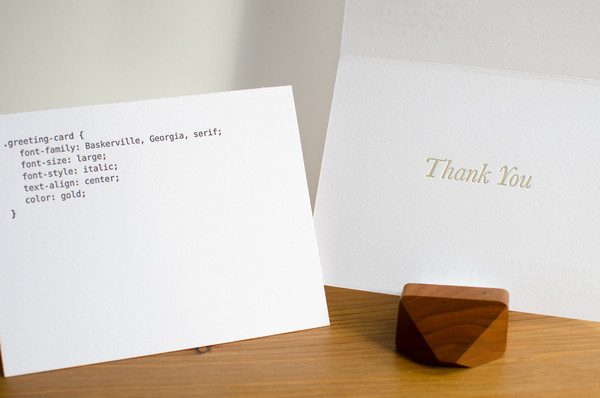 .greeting-card {
font-family: Baskerville, Georgia, serif;
font-size: large;
font-style: italic;
text-align: center;
color: gold;
}
Thank You